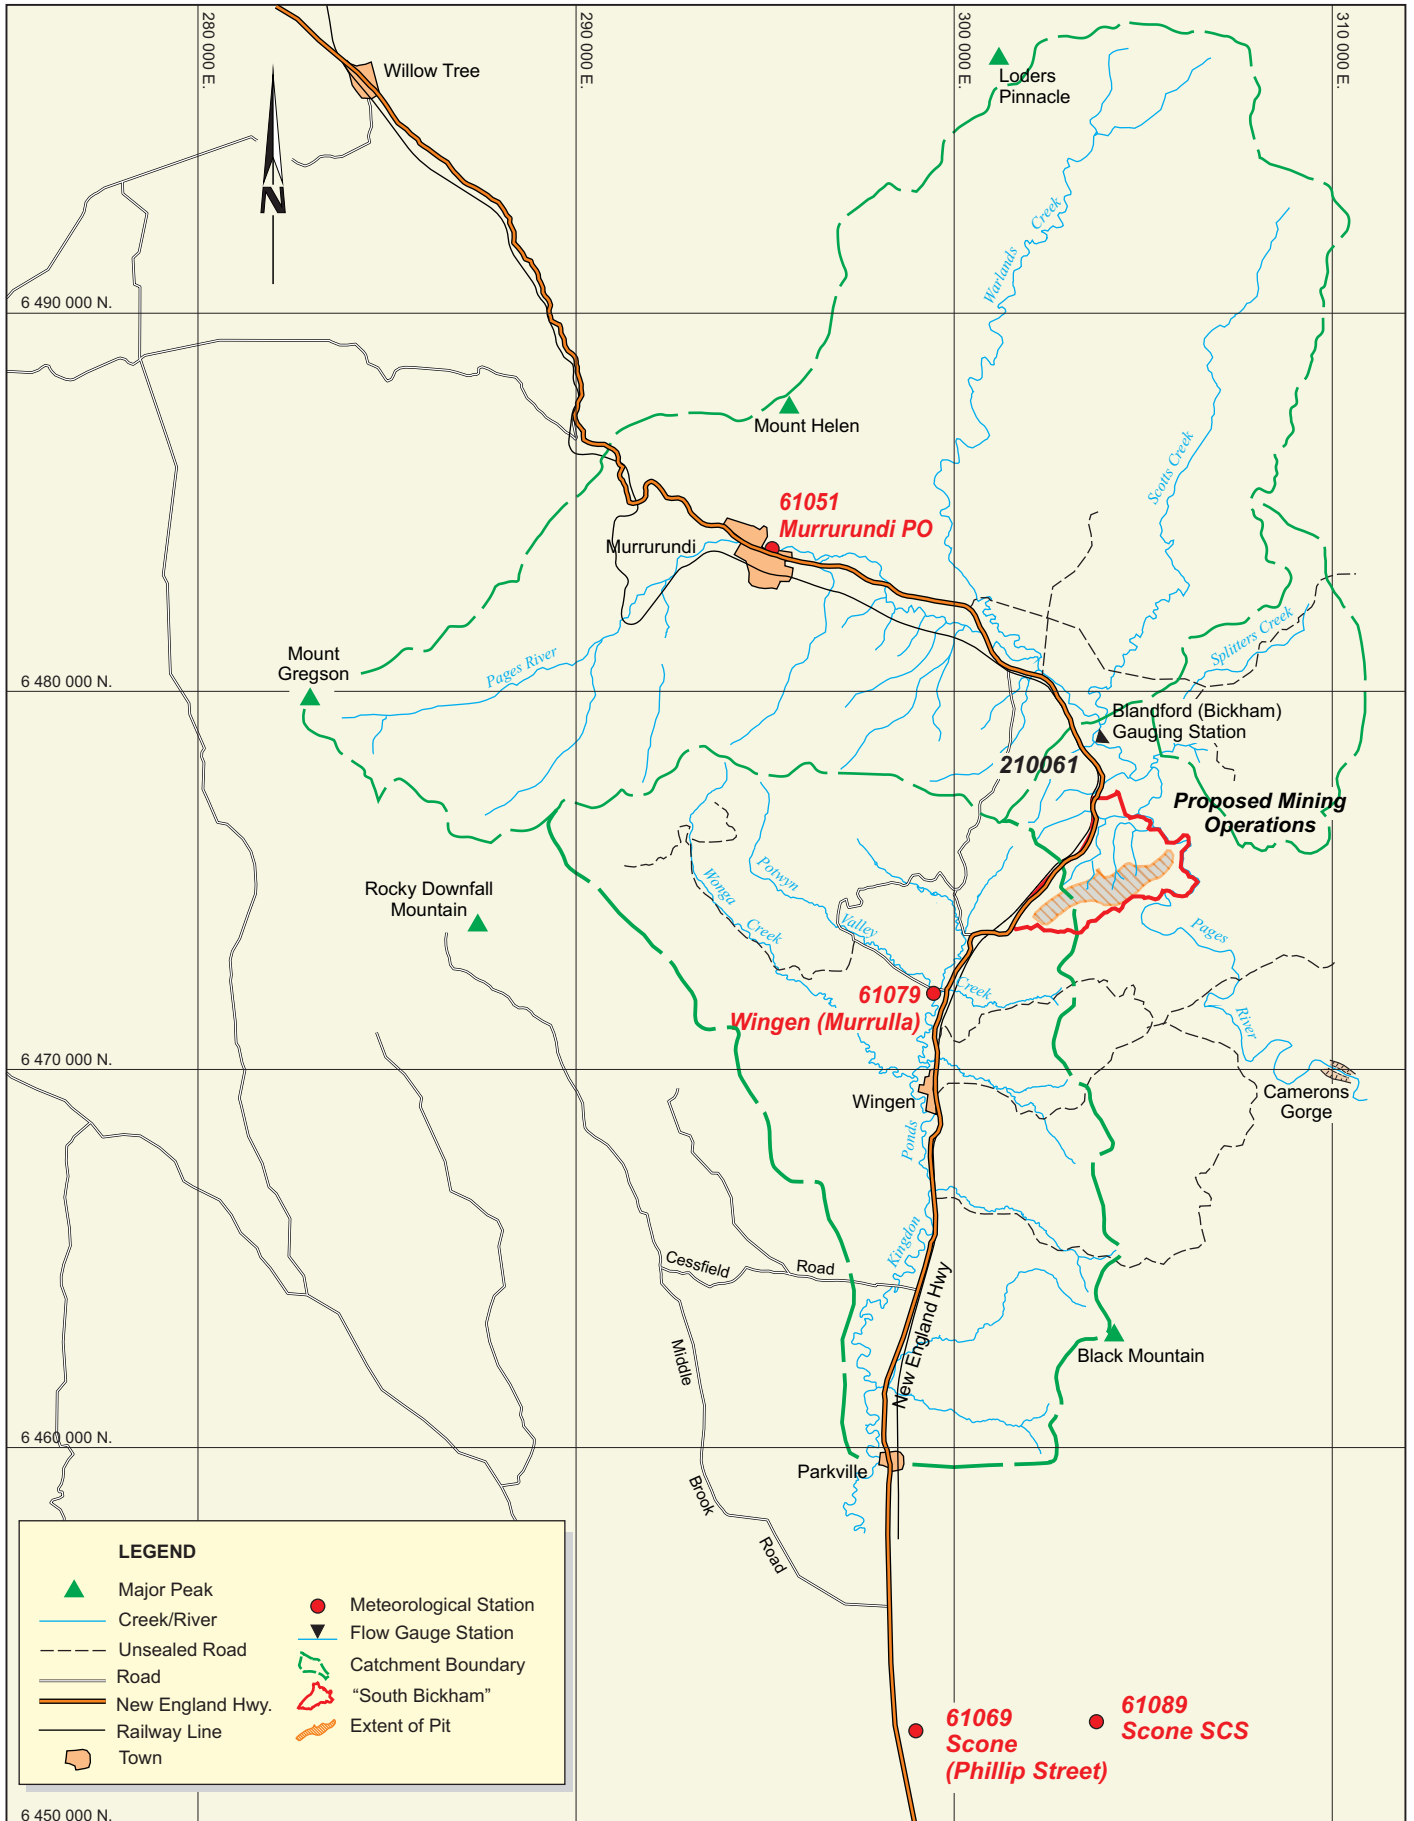 280 000 E.
290 000 E.
300 000 E.
310 000 E.
Willow Tree
Loders
Pinnacle
N
Warlands
Creek
6 490 000 N.
Mount Helen
Scotts Creek
61051
Murrurundi PO
Murrurundi
Splitters Creek
Mount
Gregson
Pages River
6 480 000 N.
Blandford (Bickham)
Gauging Station
210061
Proposed Mining
Operations
Rocky Downfall
Mountain
Wonga
Creek
Potwyn
Valley
Creek
Pages
River
61079
Wingen (Murrulla)
6 470 000 N.
Wingen
Camerons
Gorge
Ponds
Kingdon
Cessfield
Road
New England Hwy
Middle
Brook
Road
Black Mountain
6 460 000 N.
Parkville
LEGEND
Major Peak
Creek/River
Unsealed Road
Road
New England Hwy.
Railway Line
Town
Meteorological Station
Flow Gauge Station
Catchment Boundary
“South Bickham”
Extent of Pit
61069
Scone
(Phillip Street)
61089
Scone SCS
6 450 000 N.